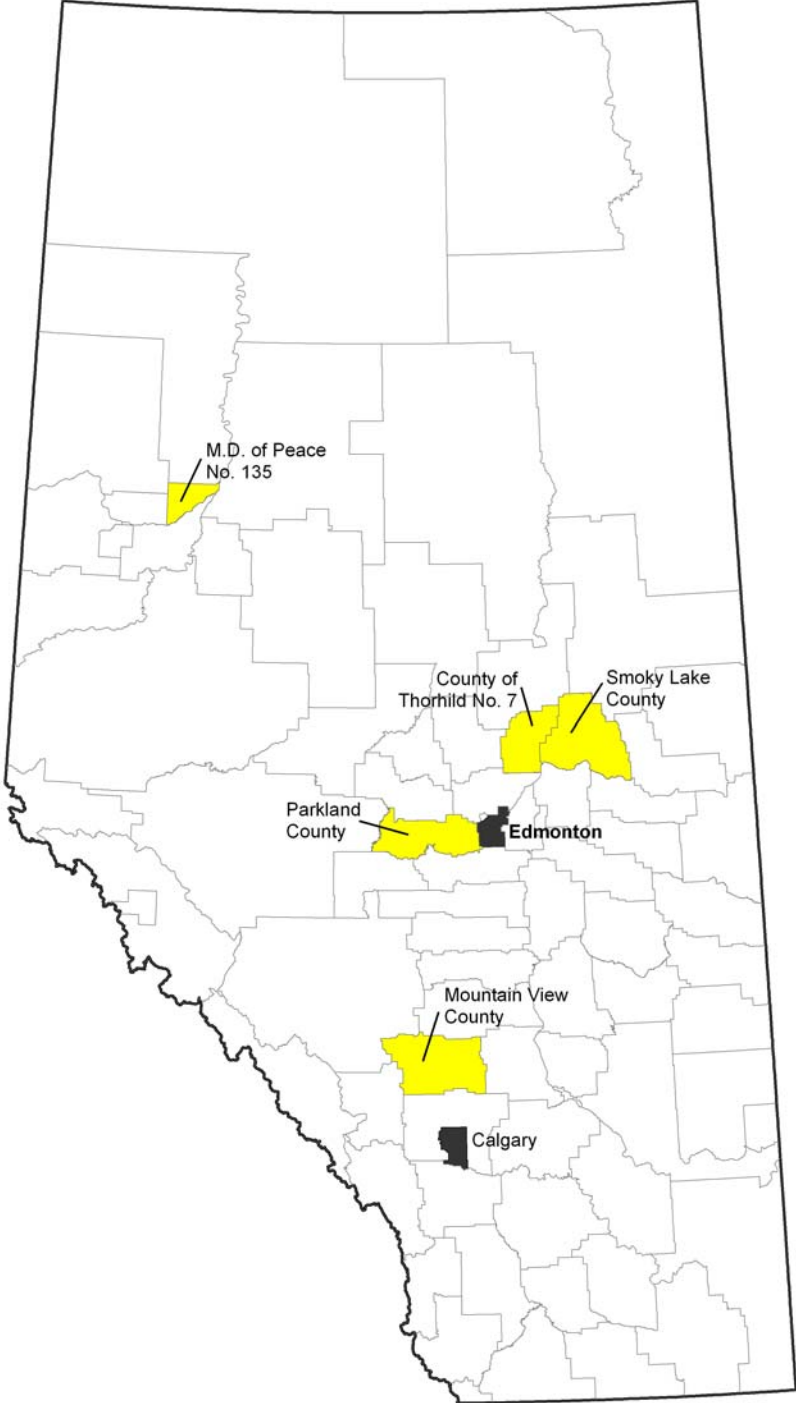 M.D. of Peace
No. 135
County of
Thorhild No. 7
Smoky Lake
County
Parkland
County
Edmonton
Mountain View
County
Calgary